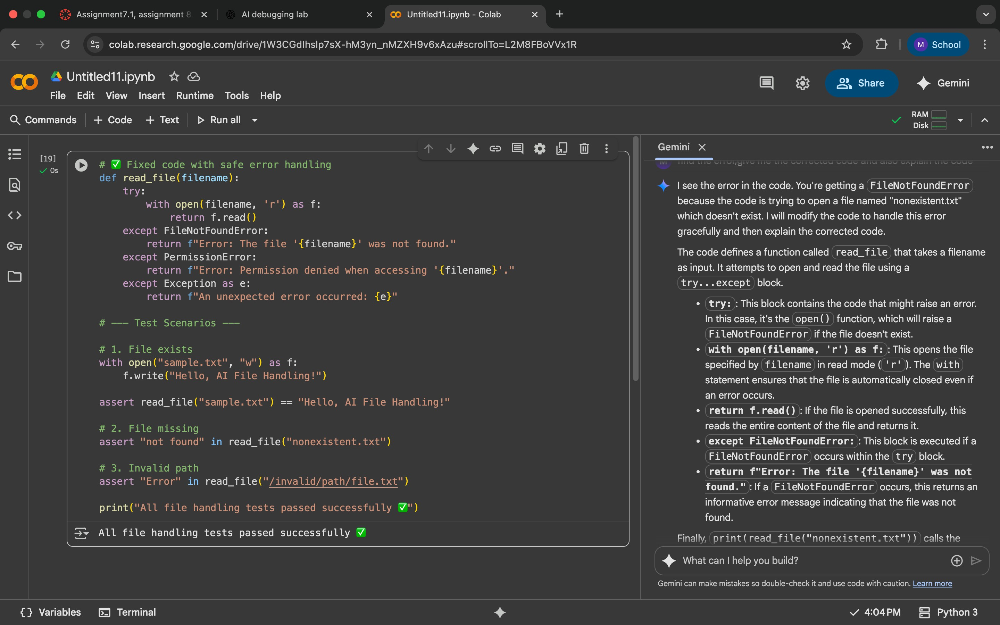 Assignment7.1, assignment 8
AI debugging lab
Untitled11.ipynb - Colab
colab.research.google.com/drive/1W3CGdIhslp7sX-hM3yn_nMZXH9v6xAzu#scrollTo=L2M8FBoVVx1R
M School
Untitled11.ipynb
File Edit View Insert Runtime Tools Help
Share
Gemini
Commands + Code + Text Run all
RAM
Disk
[19]
0s
# ✅ Fixed code with safe error handling
def read_file(filename):
    try:
        with open(filename, 'r') as f:
            return f.read()
    except FileNotFoundError:
        return f"Error: The file '{filename}' was not found."
    except PermissionError:
        return f"Error: Permission denied when accessing '{filename}'."
    except Exception as e:
        return f"An unexpected error occurred: {e}"
# --- Test Scenarios ---
# 1. File exists
with open("sample.txt", "w") as f:
    f.write("Hello, AI File Handling!")
assert read_file("sample.txt") == "Hello, AI File Handling!"
# 2. File missing
assert "not found" in read_file("nonexistent.txt")
# 3. Invalid path
assert "Error" in read_file("/invalid/path/file.txt")
print("All file handling tests passed successfully ✅")
All file handling tests passed successfully ✅
Gemini
find the error,give me the corrected code and also explain the code
I see the error in the code. You're getting a FileNotFoundError
because the code is trying to open a file named "nonexistent.txt"
which doesn't exist. I will modify the code to handle this error
gracefully and then explain the corrected code.
The code defines a function called read_file that takes a filename
as input. It attempts to open and read the file using a
try...except block.
• try: : This block contains the code that might raise an error.
In this case, it's the open() function, which will raise a
FileNotFoundError if the file doesn't exist.
• with open(filename, 'r') as f: : This opens the file
specified by filename in read mode ( 'r' ). The with
statement ensures that the file is automatically closed even if
an error occurs.
• return f.read() : If the file is opened successfully, this
reads the entire content of the file and returns it.
• except FileNotFoundError: : This block is executed if a
FileNotFoundError occurs within the try block.
• return f"Error: The file '{filename}' was not
found." : If a FileNotFoundError occurs, this returns an
informative error message indicating that the file was not
found.
Finally, print(read_file("nonexistent.txt")) calls the
What can I help you build?
Gemini can make mistakes so double-check it and use code with caution. Learn more
Variables
Terminal
4:04 PM
Python 3